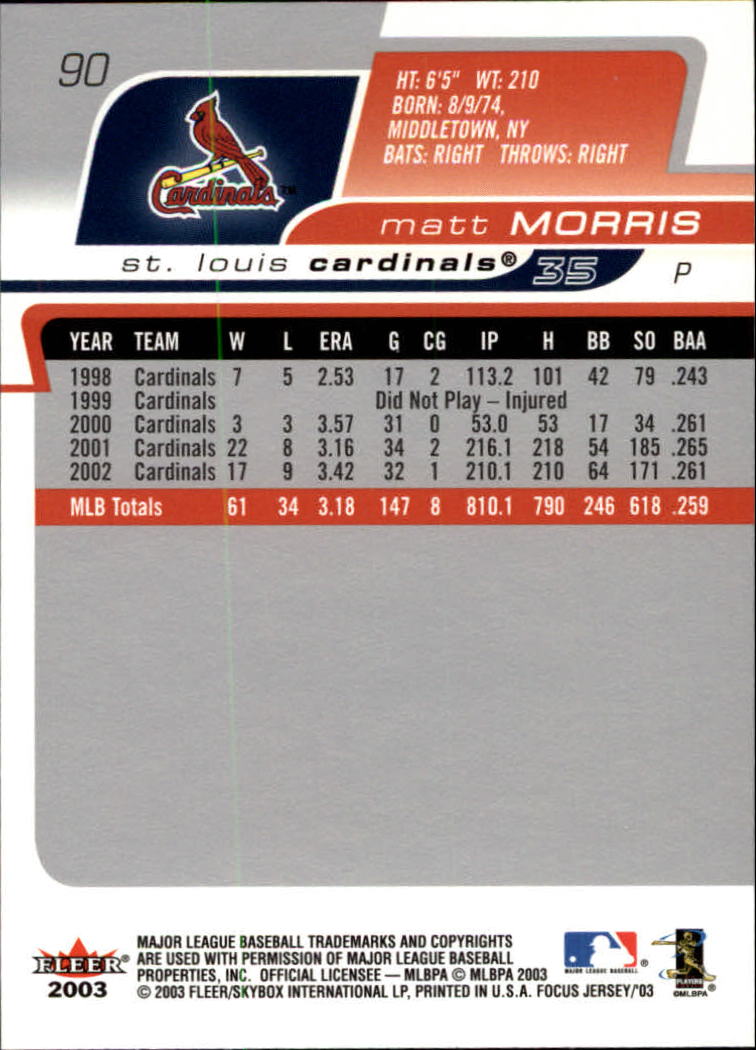 90
Cardinals™
HT: 6'5" WT: 210
BORN: 8/9/74,
MIDDLETOWN, NY
BATS: RIGHT THROWS: RIGHT
matt MORRIS
st. louis cardinals® 35 P
YEAR TEAM W L ERA G CG IP H BB SO BAA
1998 Cardinals 7 5 2.53 17 2 113.2 101 42 79 .243
1999 Cardinals Did Not Play – Injured
2000 Cardinals 3 3 3.57 31 0 53.0 53 17 34 .261
2001 Cardinals 22 8 3.16 34 2 216.1 218 54 185 .265
2002 Cardinals 17 9 3.42 32 1 210.1 210 64 171 .261
MLB Totals 61 34 3.18 147 8 810.1 790 246 618 .259
FLEER®
2003
MAJOR LEAGUE BASEBALL TRADEMARKS AND COPYRIGHTS
ARE USED WITH PERMISSION OF MAJOR LEAGUE BASEBALL
PROPERTIES, INC. OFFICIAL LICENSEE — MLBPA © MLBPA 2003
© 2003 FLEER/SKYBOX INTERNATIONAL LP, PRINTED IN U.S.A. FOCUS JERSEY/'03
MAJOR LEAGUE BASEBALL ®
PLAYERS ®
©MLBPA